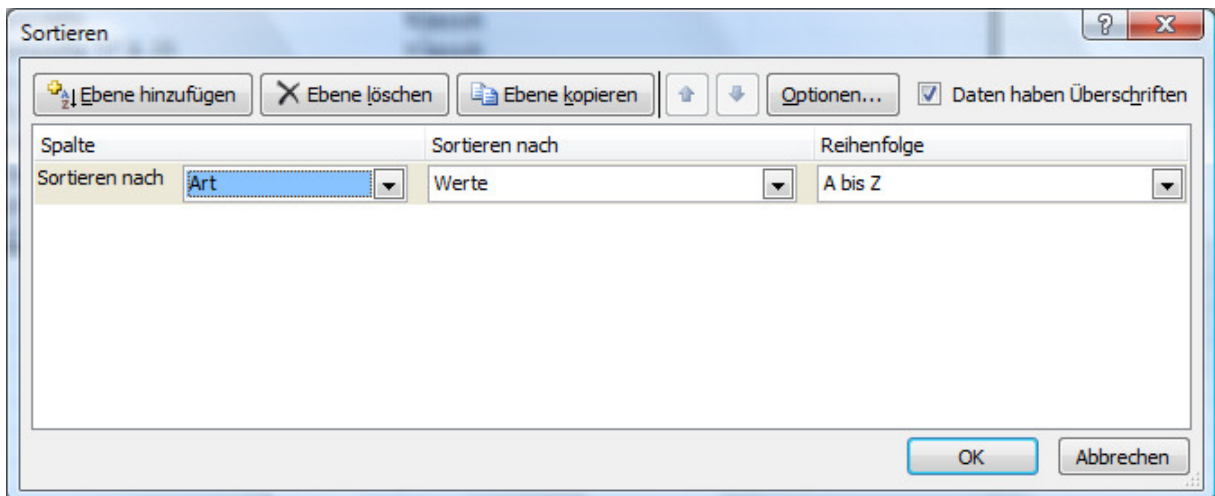 Sortieren
Ebene hinzufügen Ebene löschen Ebene kopieren Optionen... Daten haben Überschriften
Spalte Sortieren nach Reihenfolge
Sortieren nach Art Werte A bis Z
OK Abbrechen